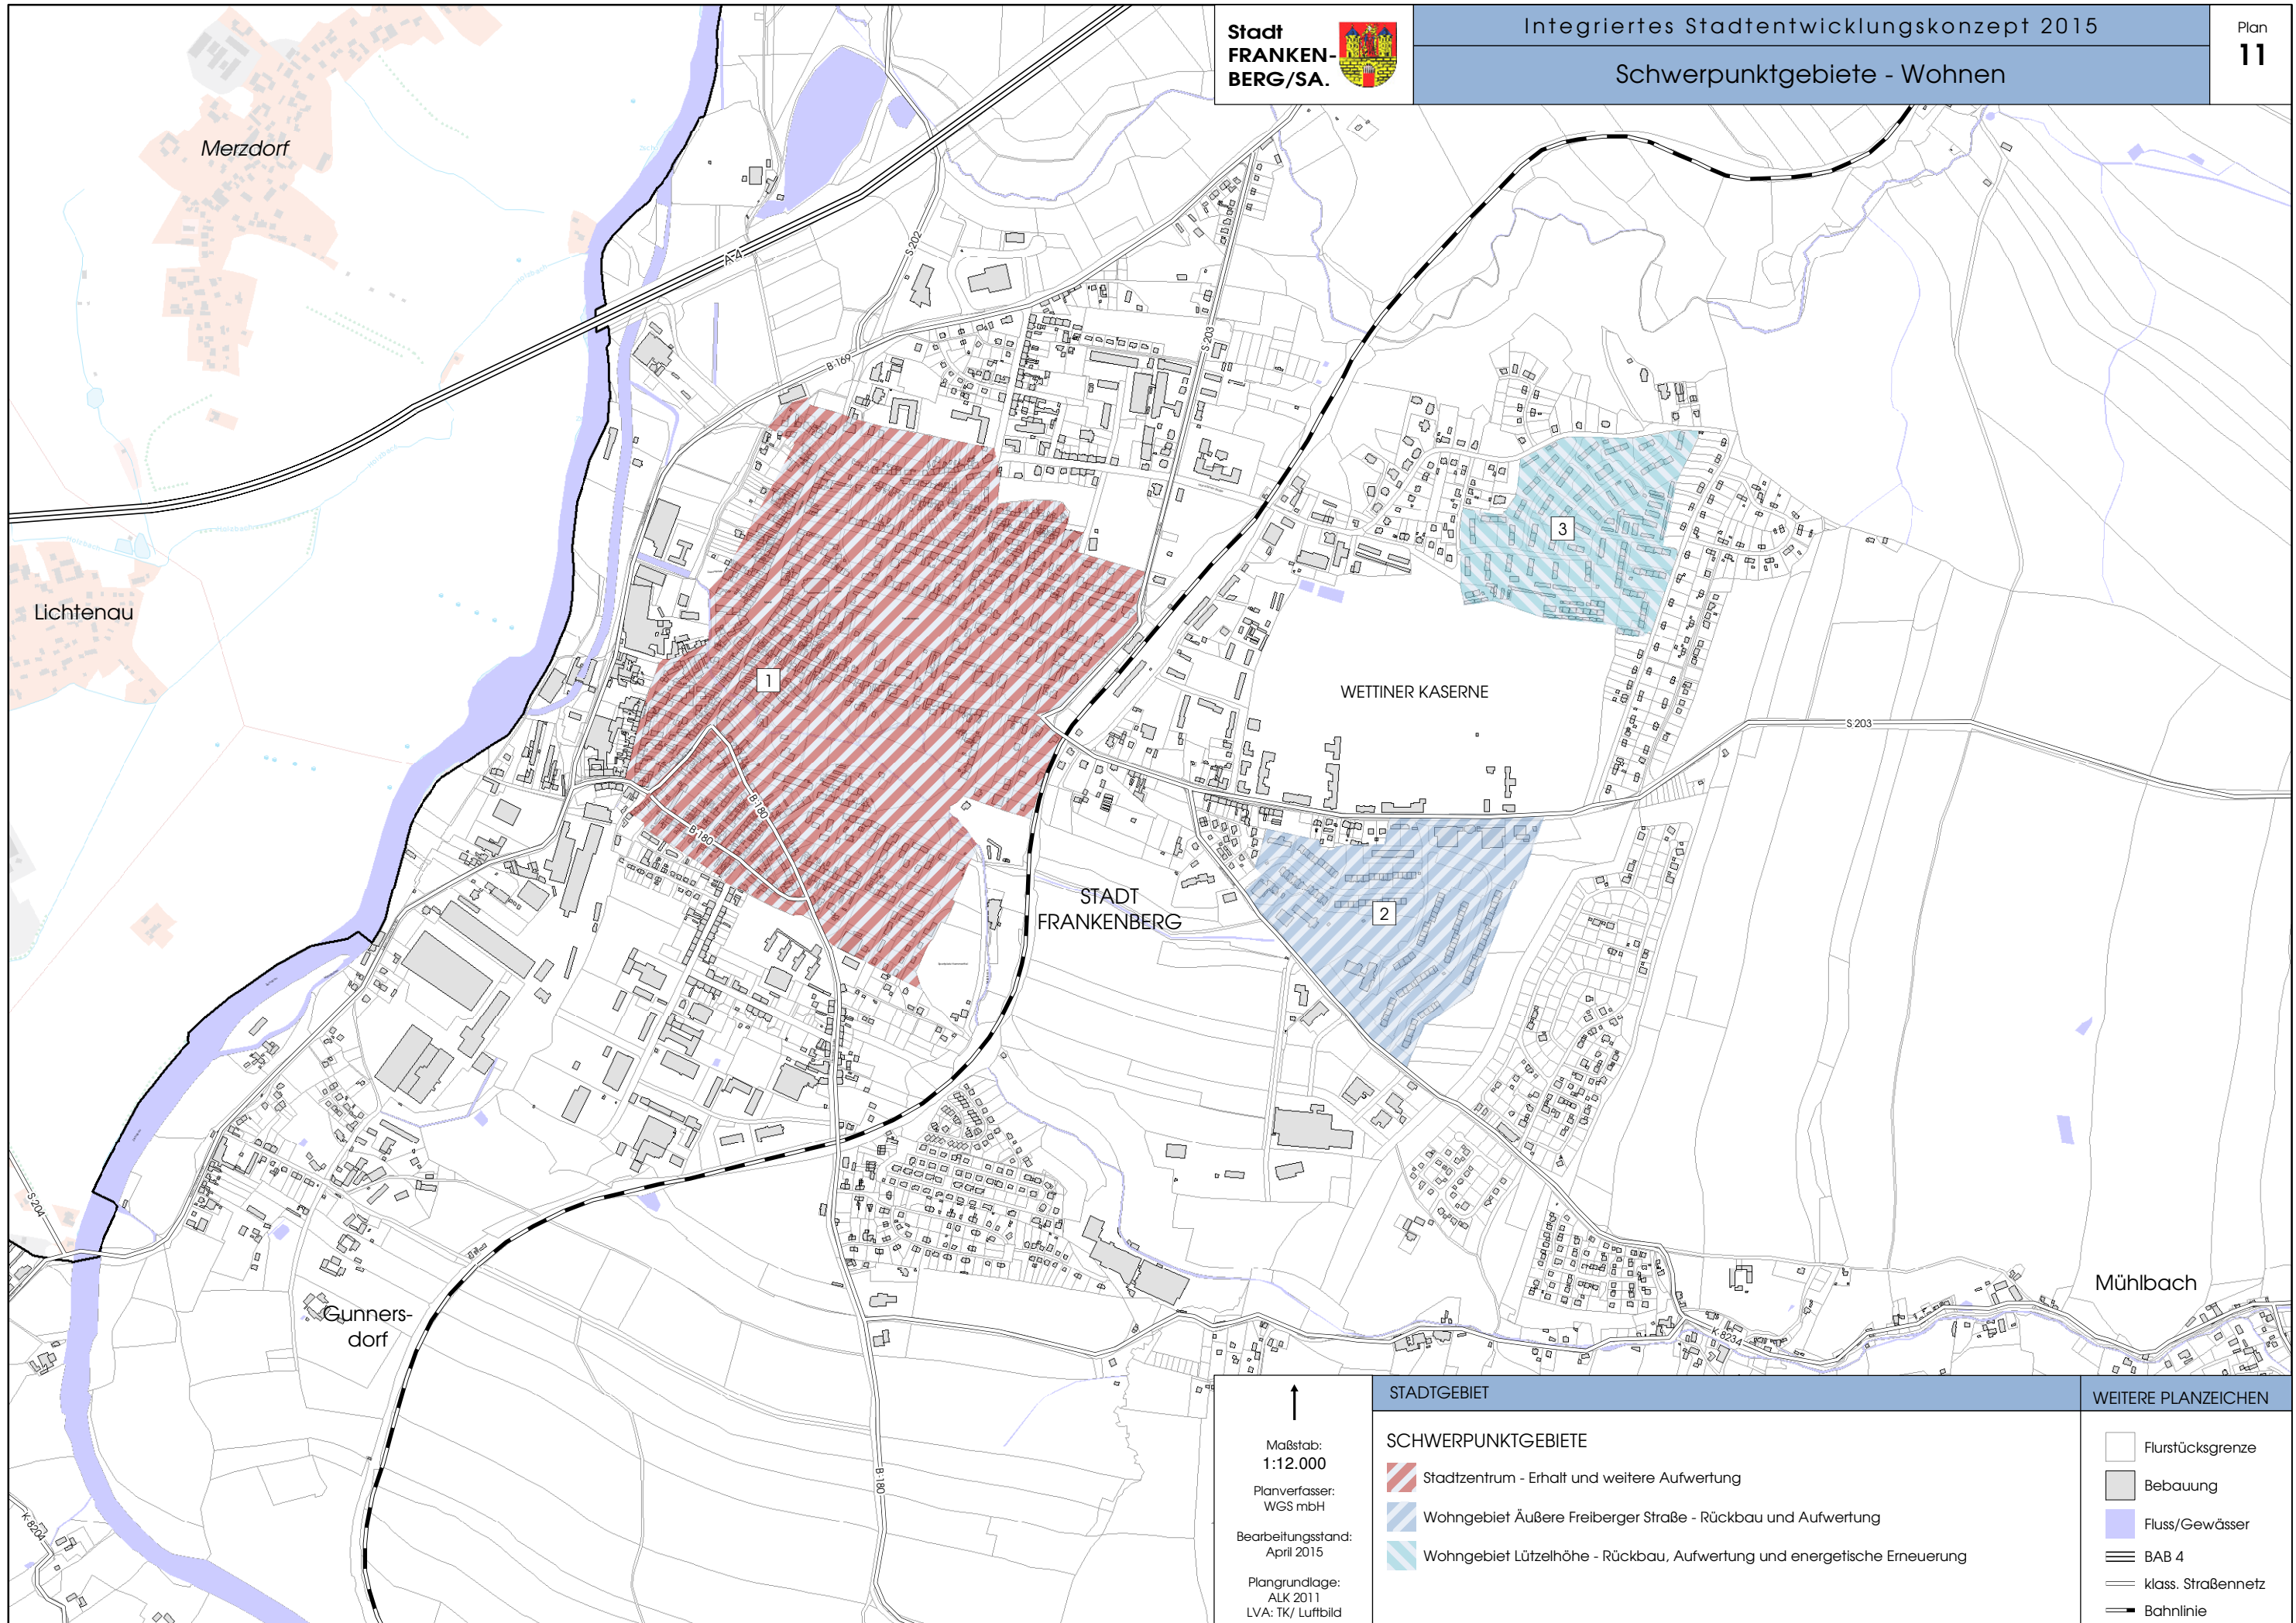 Stadt
FRANKEN-
BERG/SA.
Integriertes Stadtentwicklungskonzept 2015
Schwerpunktgebiete - Wohnen
Plan
11
Merzdorf
A 4
S 202
S 203
B 169
Lichtenau
3
1
WETTINER KASERNE
S 203
B 180
B 180
STADT
FRANKENBERG
2
S 204
Gunners-
dorf
Mühlbach
K 8234
B 180
K 8204
Maßstab:
1:12.000
Planverfasser:
WGS mbH
Bearbeitungsstand:
April 2015
Plangrundlage:
ALK 2011
LVA: TK/ Luftbild
STADTGEBIET
SCHWERPUNKTGEBIETE
Stadtzentrum - Erhalt und weitere Aufwertung
Wohngebiet Äußere Freiberger Straße - Rückbau und Aufwertung
Wohngebiet Lützelhöhe - Rückbau, Aufwertung und energetische Erneuerung
WEITERE PLANZEICHEN
Flurstücksgrenze
Bebauung
Fluss/Gewässer
BAB 4
klass. Straßennetz
Bahnlinie